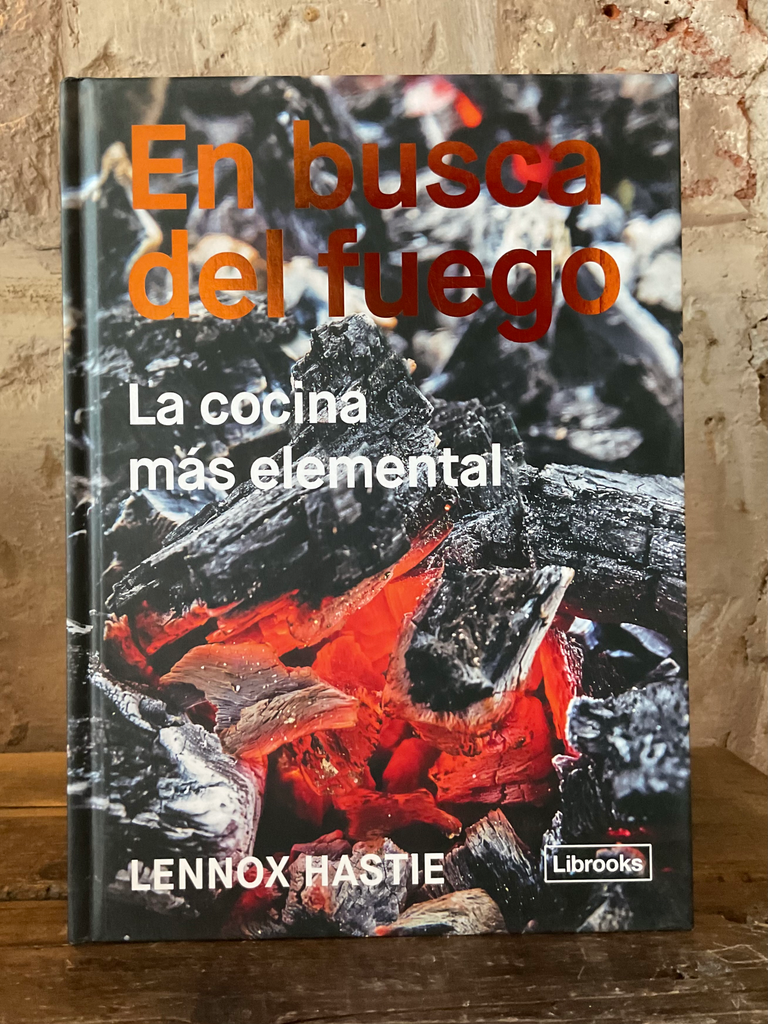 En busca
del fuego
La cocina
más elemental
LENNOX HASTIE
Librooks